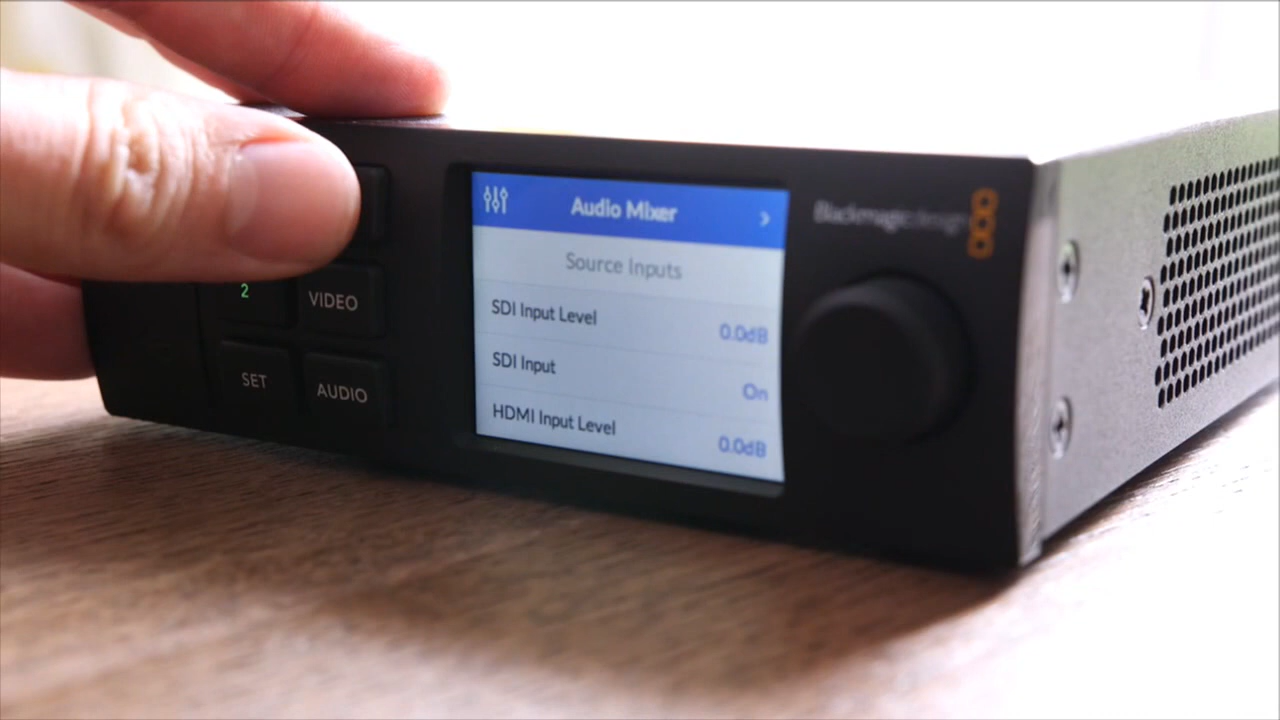 Audio Mixer
Blackmagicdesign
Source Inputs
SDI Input Level
0.0dB
SDI Input
On
HDMI Input Level
0.0dB
2
VIDEO
SET
AUDIO